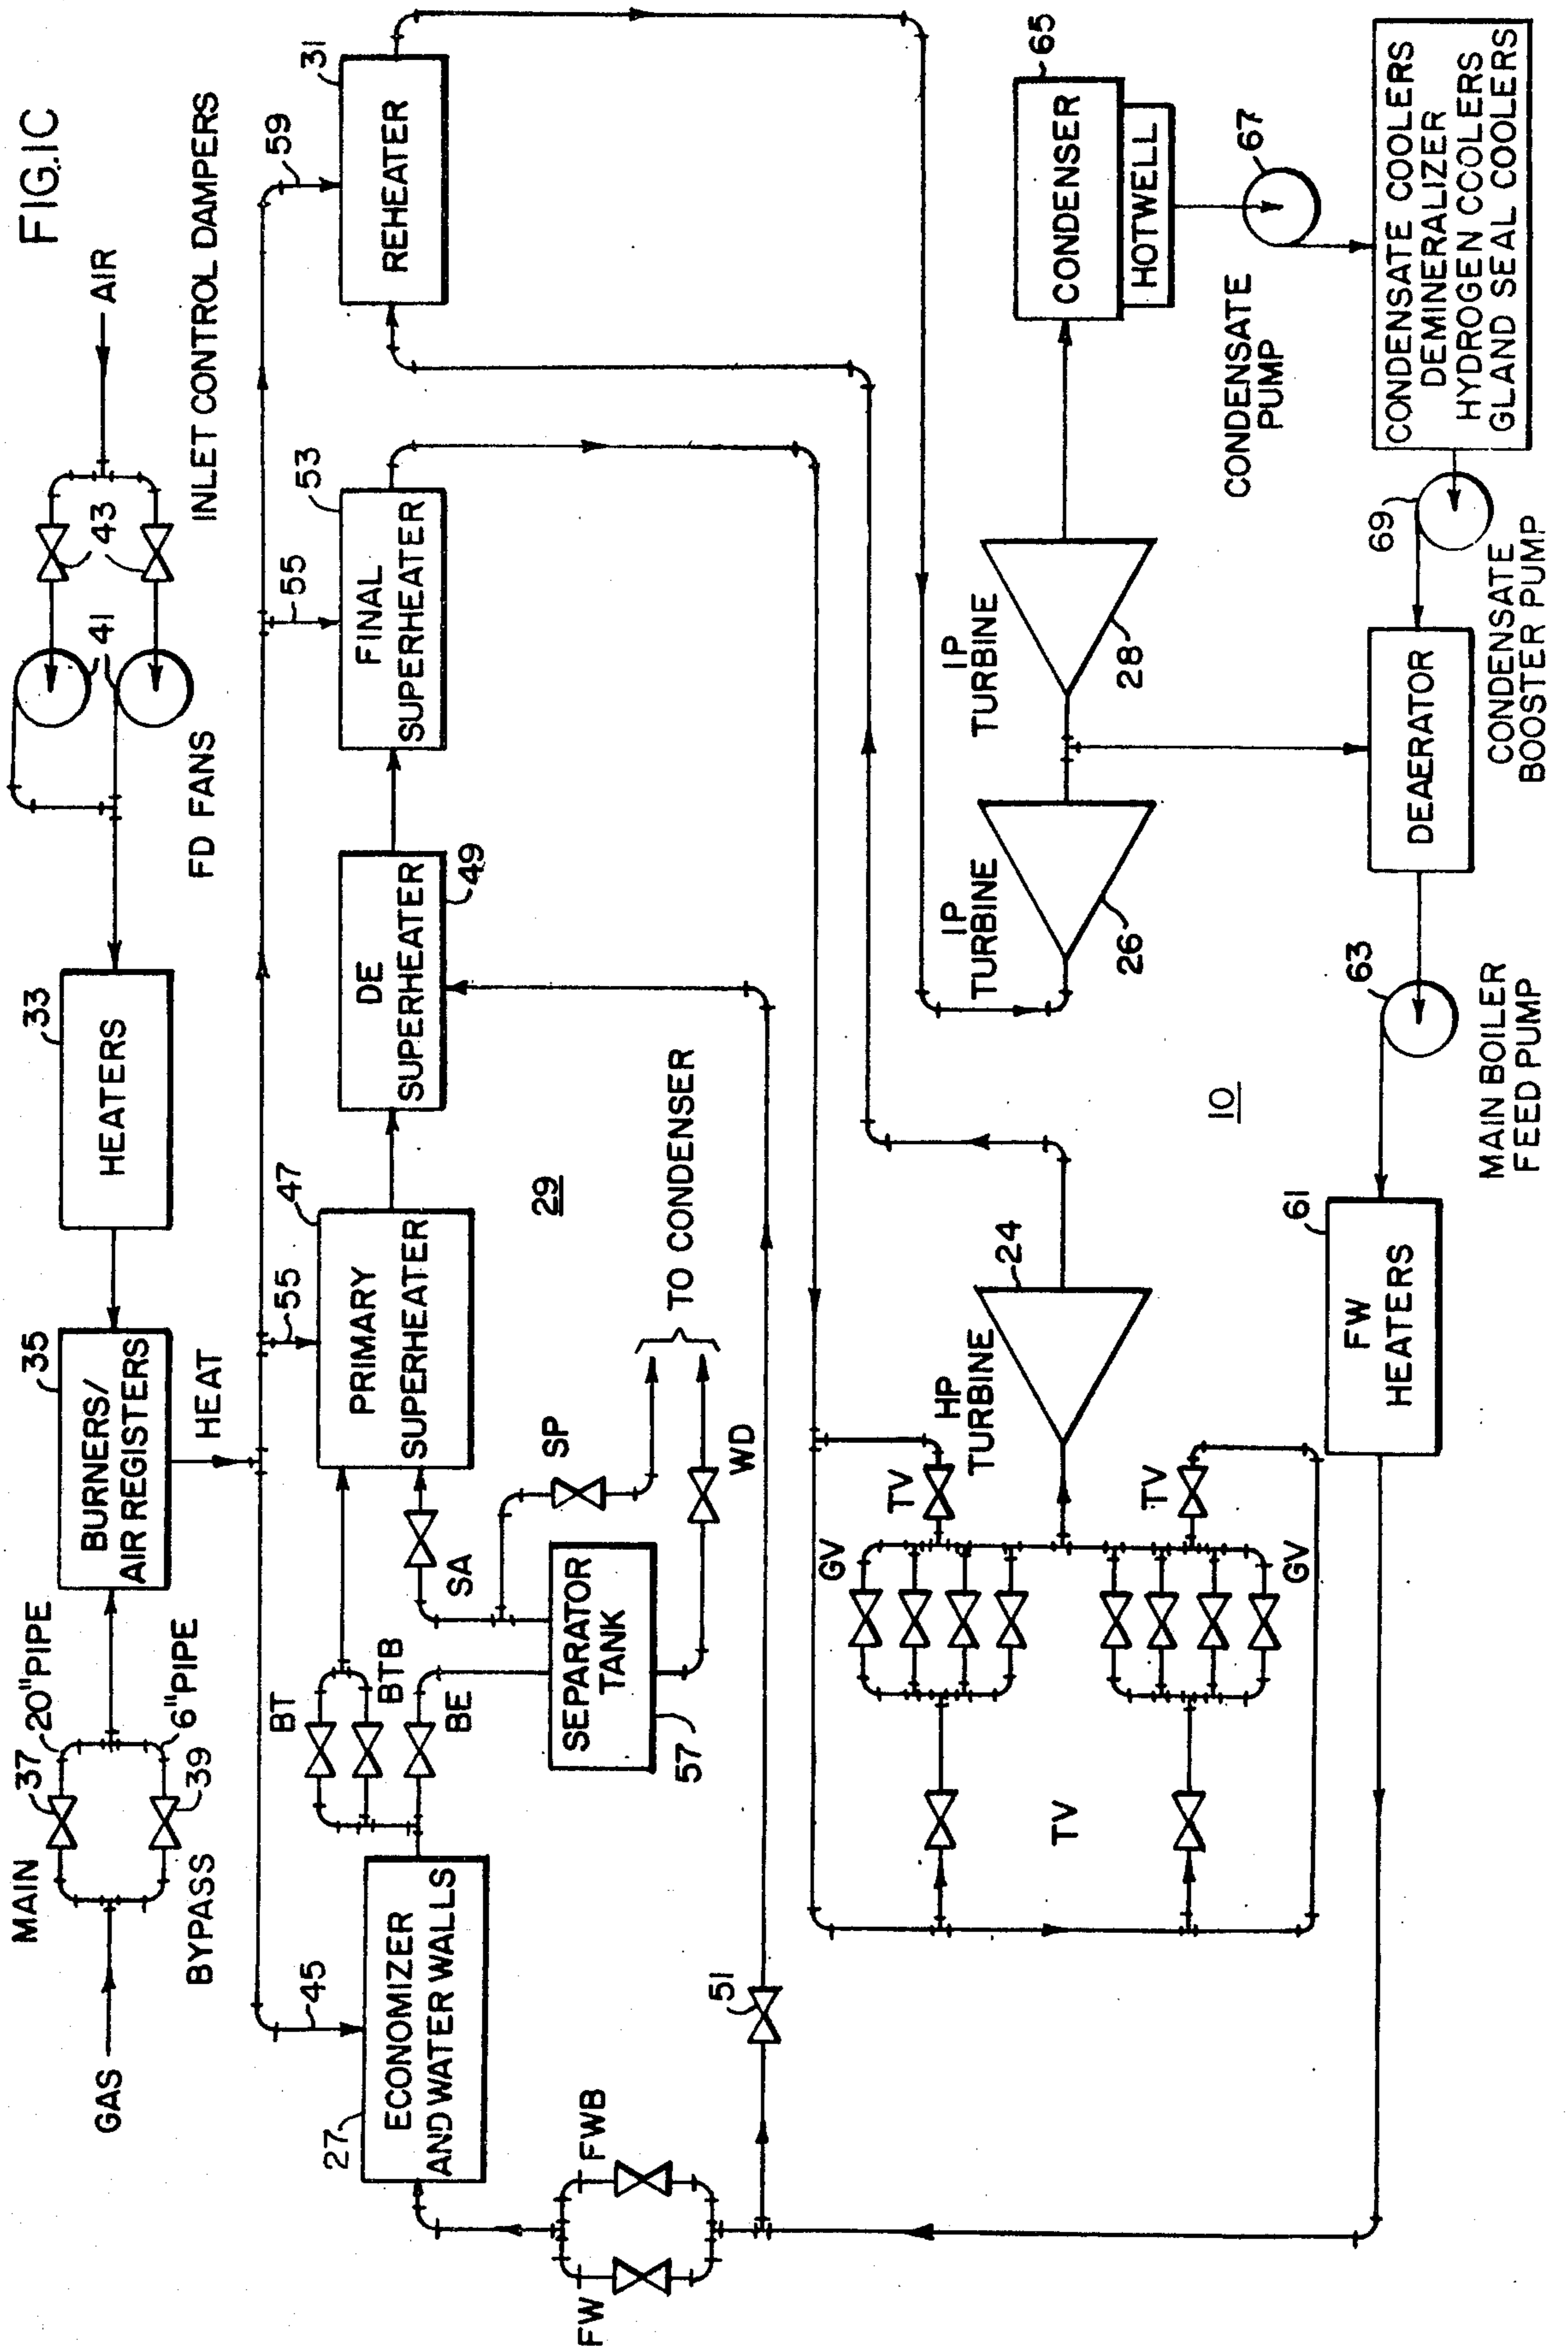 FIG. 1C
MAIN
37
20" PIPE
GAS
BYPASS
39
6" PIPE
35
BURNERS/
AIR REGISTERS
HEAT
33
HEATERS
FD FANS
41
43
AIR
INLET CONTROL DAMPERS
45
27
ECONOMIZER
AND WATER WALLS
BT
BTB
BE
SA
SP
WD
SEPARATOR
TANK
57
TO CONDENSER
55
47
PRIMARY
SUPERHEATER
29
DE
SUPERHEATER
49
55
53
FINAL
SUPERHEATER
59
31
REHEATER
FW
FWB
51
TV
GV
TV
TV
GV
HP
TURBINE
24
IP
TURBINE
26
IP
TURBINE
28
65
CONDENSER
HOTWELL
67
CONDENSATE
PUMP
CONDENSATE COOLERS
DEMINERALIZER
HYDROGEN CCOLERS
GLAND SEAL COOLERS
69
CONDENSATE
BOOSTER PUMP
DEAERATOR
63
MAIN BOILER
FEED PUMP
10
61
FW
HEATERS